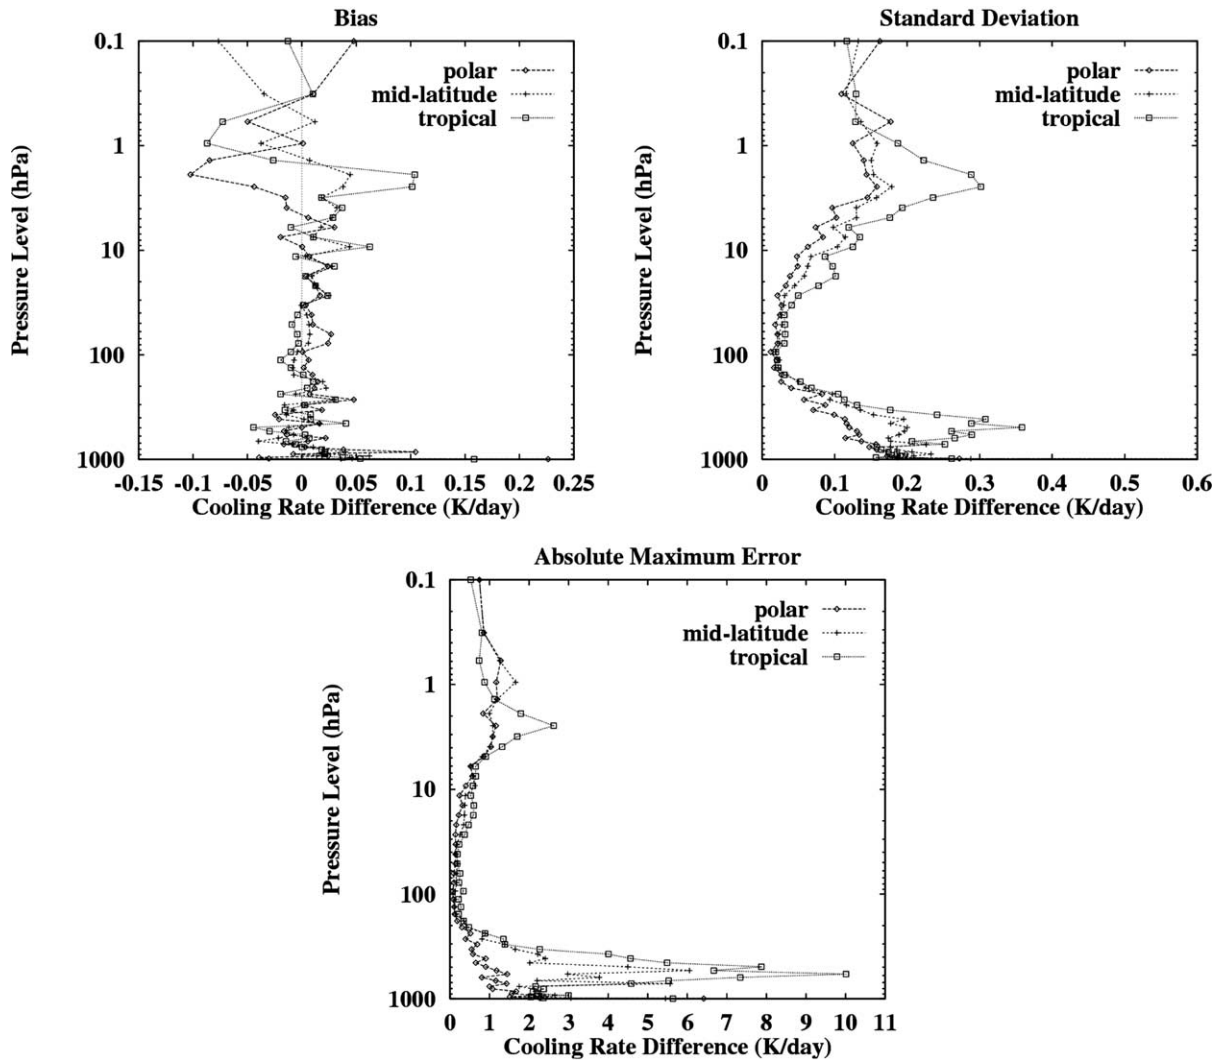 Bias
0.1
1
10
100
1000
Pressure Level (hPa)
polar
mid-latitude
tropical
-0.15 -0.1 -0.05 0 0.05 0.1 0.15 0.2 0.25
Cooling Rate Difference (K/day)
Standard Deviation
0.1
1
10
100
1000
Pressure Level (hPa)
polar
mid-latitude
tropical
0 0.1 0.2 0.3 0.4 0.5 0.6
Cooling Rate Difference (K/day)
Absolute Maximum Error
0.1
1
10
100
1000
Pressure Level (hPa)
polar
mid-latitude
tropical
0 1 2 3 4 5 6 7 8 9 10 11
Cooling Rate Difference (K/day)